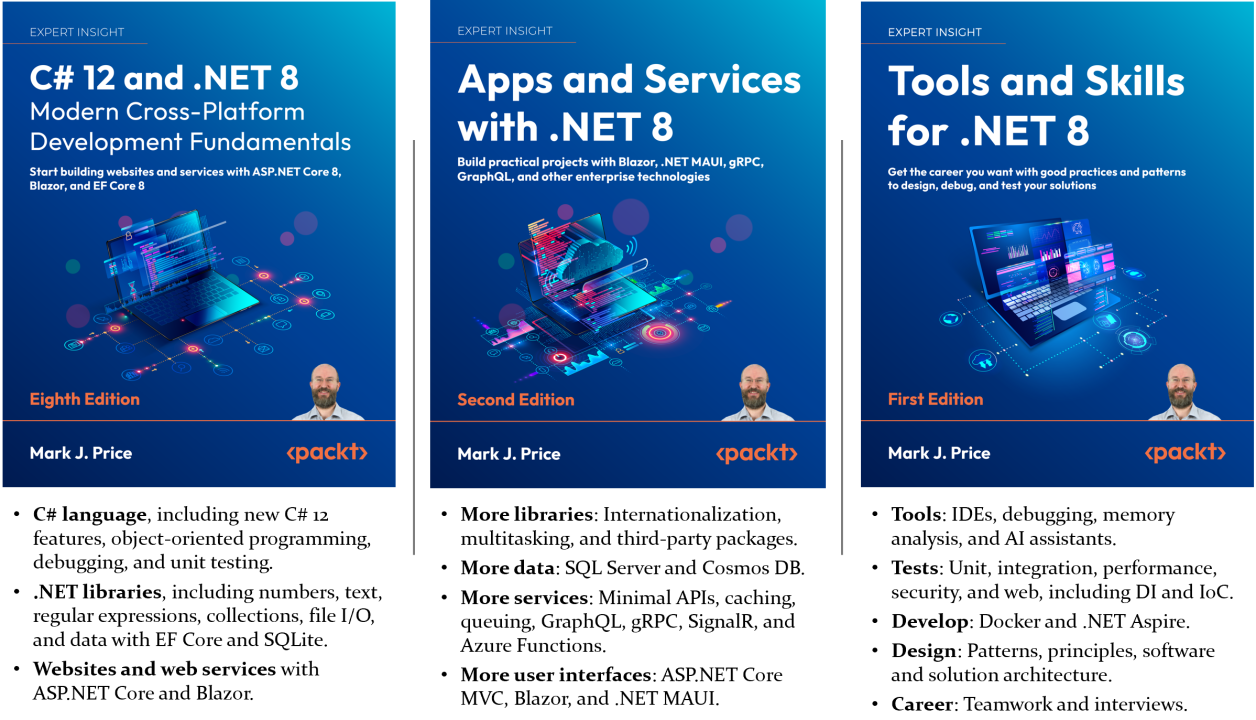 EXPERT INSIGHT
C# 12 and .NET 8
Modern Cross-Platform
Development Fundamentals
Start building websites and services with ASP.NET Core 8,
Blazor, and EF Core 8
Eighth Edition
Mark J. Price
<packt>
• C# language, including new C# 12
features, object-oriented programming,
debugging, and unit testing.
• .NET libraries, including numbers, text,
regular expressions, collections, file I/O,
and data with EF Core and SQLite.
• Websites and web services with
ASP.NET Core and Blazor.
EXPERT INSIGHT
Apps and Services
with .NET 8
Build practical projects with Blazor, .NET MAUI, gRPC,
GraphQL, and other enterprise technologies
Second Edition
Mark J. Price
<packt>
• More libraries: Internationalization,
multitasking, and third-party packages.
• More data: SQL Server and Cosmos DB.
• More services: Minimal APIs, caching,
queuing, GraphQL, gRPC, SignalR, and
Azure Functions.
• More user interfaces: ASP.NET Core
MVC, Blazor, and .NET MAUI.
EXPERT INSIGHT
Tools and Skills
for .NET 8
Get the career you want with good practices and patterns
to design, debug, and test your solutions
First Edition
Mark J. Price
<packt>
• Tools: IDEs, debugging, memory
analysis, and AI assistants.
• Tests: Unit, integration, performance,
security, and web, including DI and IoC.
• Develop: Docker and .NET Aspire.
• Design: Patterns, principles, software
and solution architecture.
• Career: Teamwork and interviews.